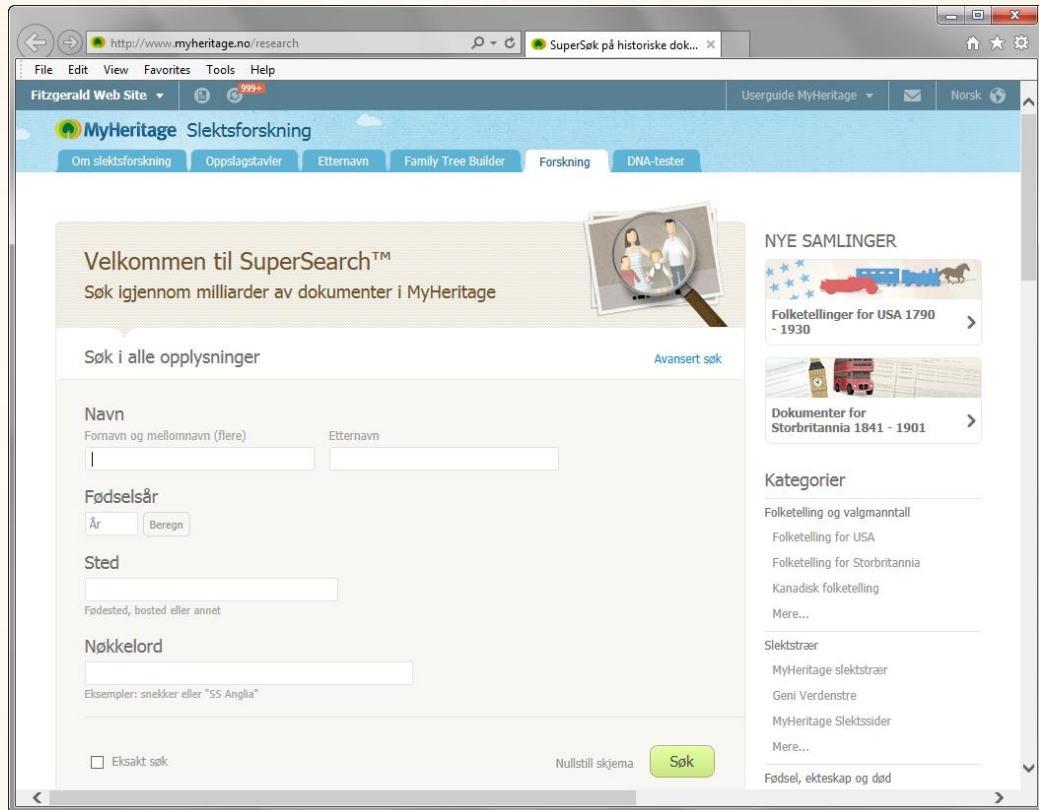 http://www.myheritage.no/research
SuperSøk på historiske dok...
File Edit View Favorites Tools Help
Fitzgerald Web Site
999+
Userguide MyHeritage
Norsk
MyHeritage Slektsforskning
Om slektsforskning
Oppslagstavler
Etternavn
Family Tree Builder
Forskning
DNA-tester
Velkommen til SuperSearch™
Søk igjennom milliarder av dokumenter i MyHeritage
Søk i alle opplysninger
Avansert søk
Navn
Fornavn og mellomnavn (flere)
Etternavn
Fødselsår
År
Beregn
Sted
Fødested, bosted eller annet
Nøkkelord
Eksempler: snekker eller "SS Anglia"
Eksakt søk
Nullstill skjema
Søk
NYE SAMLINGER
Folketellinger for USA 1790
- 1930
Dokumenter for
Storbritannia 1841 - 1901
Kategorier
Folketelling og valgmanntall
Folketelling for USA
Folketelling for Storbritannia
Kanadisk folketelling
Mere...
Slektstrær
MyHeritage slektstrær
Geni Verdenstre
MyHeritage Slektssider
Mere...
Fødsel, ekteskap og død